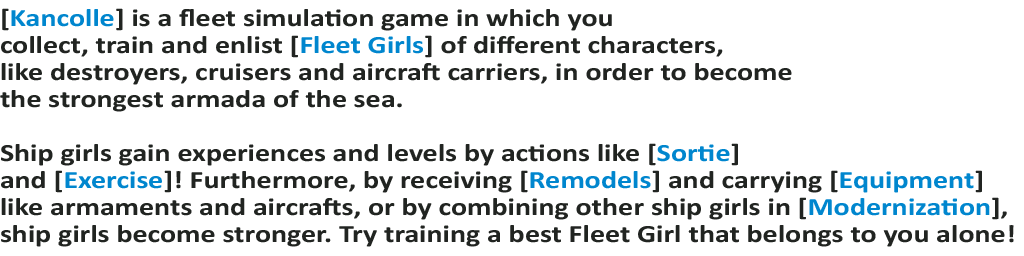 [Kancolle] is a fleet simulation game in which you
collect, train and enlist [Fleet Girls] of different characters,
like destroyers, cruisers and aircraft carriers, in order to become
the strongest armada of the sea.
Ship girls gain experiences and levels by actions like [Sortie]
and [Exercise]! Furthermore, by receiving [Remodels] and carrying [Equipment]
like armaments and aircrafts, or by combining other ship girls in [Modernization],
ship girls become stronger. Try training a best Fleet Girl that belongs to you alone!